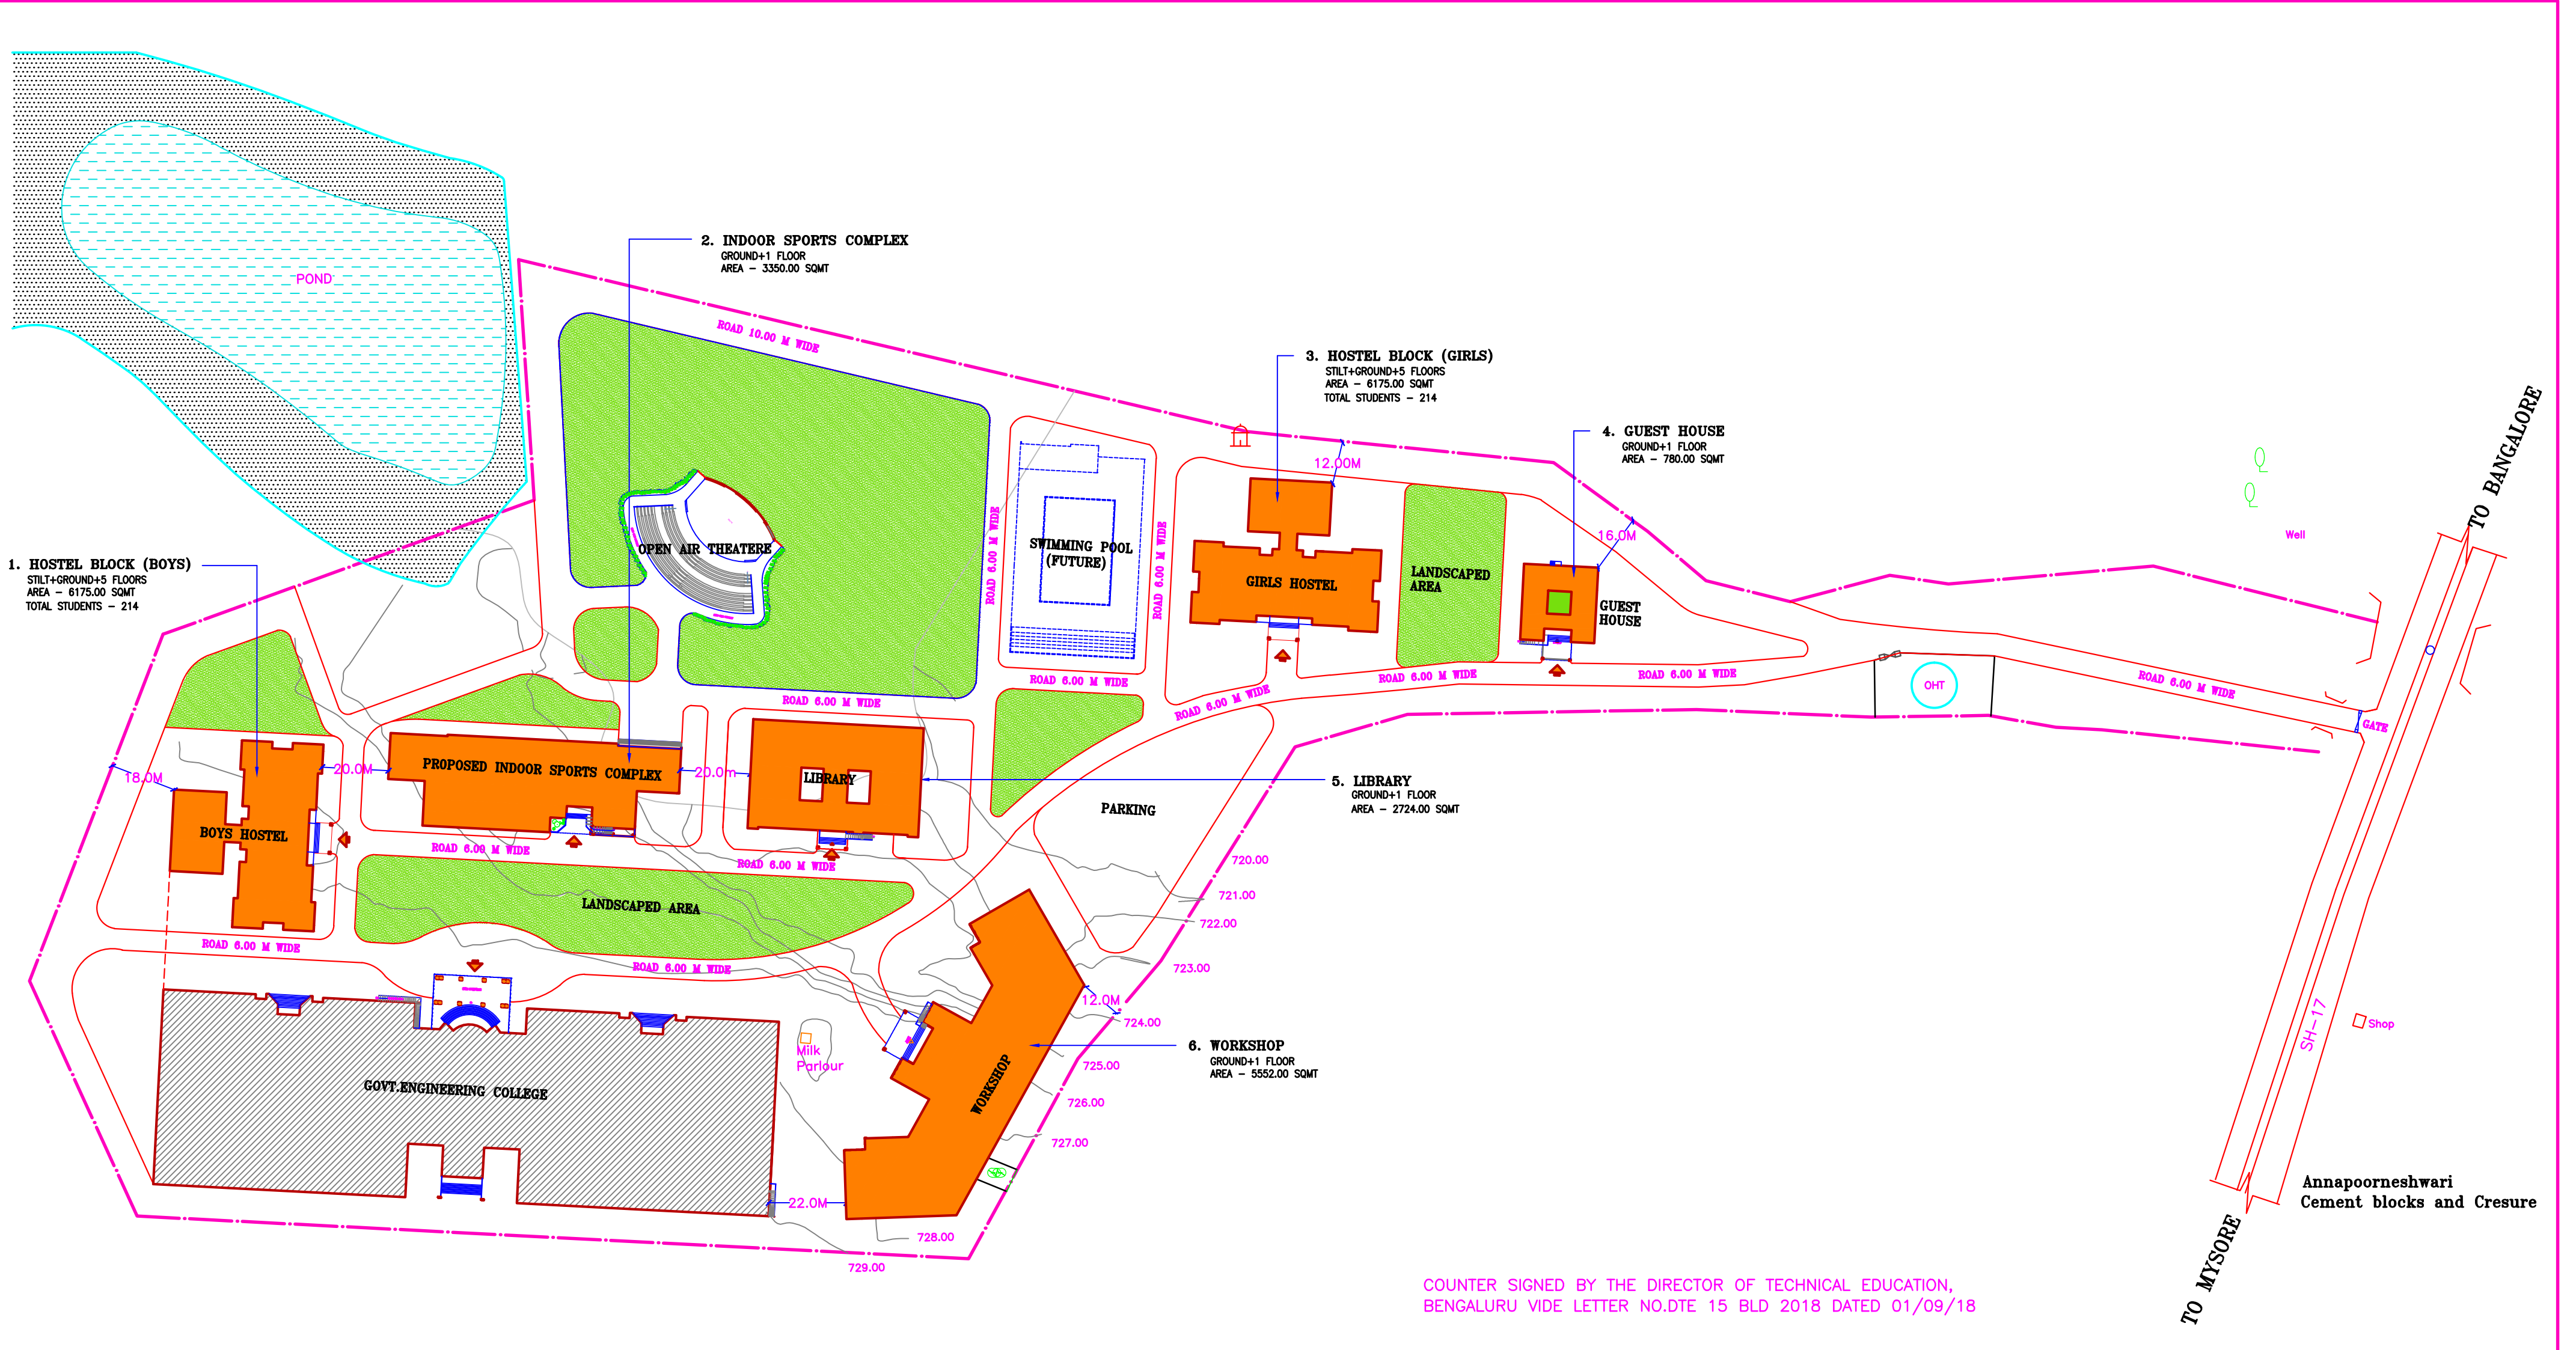 POND
2. INDOOR SPORTS COMPLEX
GROUND+1 FLOOR
AREA - 3350.00 SQMT
ROAD 10.00 M WIDE
3. HOSTEL BLOCK (GIRLS)
STILT+GROUND+5 FLOORS
AREA - 6175.00 SQMT
TOTAL STUDENTS - 214
4. GUEST HOUSE
GROUND+1 FLOOR
AREA - 780.00 SQMT
12.00M
16.0M
TO BANGALORE
Well
1. HOSTEL BLOCK (BOYS)
STILT+GROUND+5 FLOORS
AREA - 6175.00 SQMT
TOTAL STUDENTS - 214
OPEN AIR THEATERE
ROAD 6.00 M WIDE
SWIMMING POOL
(FUTURE)
ROAD 6.00 M WIDE
GIRLS HOSTEL
LANDSCAPED
AREA
GUEST
HOUSE
ROAD 6.00 M WIDE
ROAD 6.00 M WIDE
ROAD 6.00 M WIDE
ROAD 6.00 M WIDE
ROAD 6.00 M WIDE
OHT
ROAD 6.00 M WIDE
GATE
18.0M
20.0M
PROPOSED INDOOR SPORTS COMPLEX
20.0m
LIBRARY
5. LIBRARY
GROUND+1 FLOOR
AREA - 2724.00 SQMT
PARKING
BOYS HOSTEL
ROAD 6.00 M WIDE
ROAD 6.00 M WIDE
720.00
721.00
722.00
723.00
LANDSCAPED AREA
ROAD 6.00 M WIDE
ROAD 6.00 M WIDE
12.0M
724.00
725.00
726.00
727.00
728.00
729.00
Milk
Parlour
6. WORKSHOP
GROUND+1 FLOOR
AREA - 5552.00 SQMT
WORKSHOP
GOVT.ENGINEERING COLLEGE
22.0M
SH-17
Shop
Annapoorneshwari
Cement blocks and Cresure
TO MYSORE
COUNTER SIGNED BY THE DIRECTOR OF TECHNICAL EDUCATION,
BENGALURU VIDE LETTER NO.DTE 15 BLD 2018 DATED 01/09/18